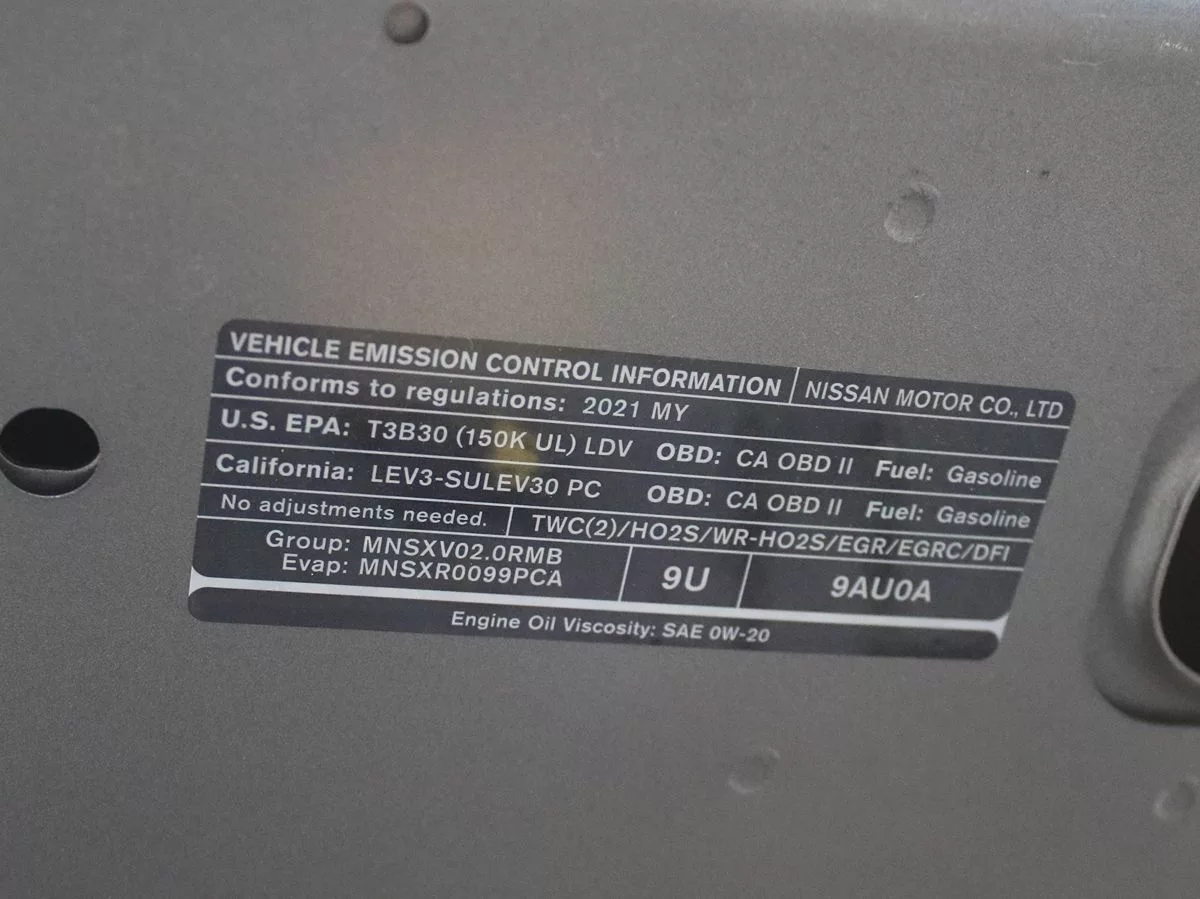 VEHICLE EMISSION CONTROL INFORMATION NISSAN MOTOR CO., LTD
Conforms to regulations: 2021 MY
U.S. EPA: T3B30 (150K UL) LDV OBD: CA OBD II Fuel: Gasoline
California: LEV3-SULEV30 PC OBD: CA OBD II Fuel: Gasoline
No adjustments needed. TWC(2)/HO2S/WR-HO2S/EGR/EGRC/DFI
Group: MNSXV02.0RMB
Evap: MNSXR0099PCA
9U
9AU0A
Engine Oil Viscosity: SAE 0W-20